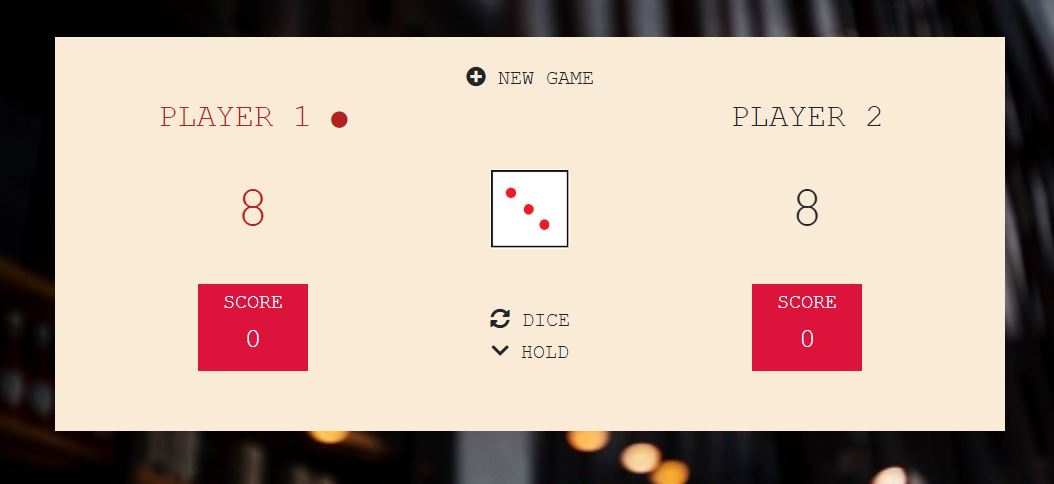 NEW GAME
PLAYER 1
PLAYER 2
8
8
SCORE
0
DICE
HOLD
SCORE
0